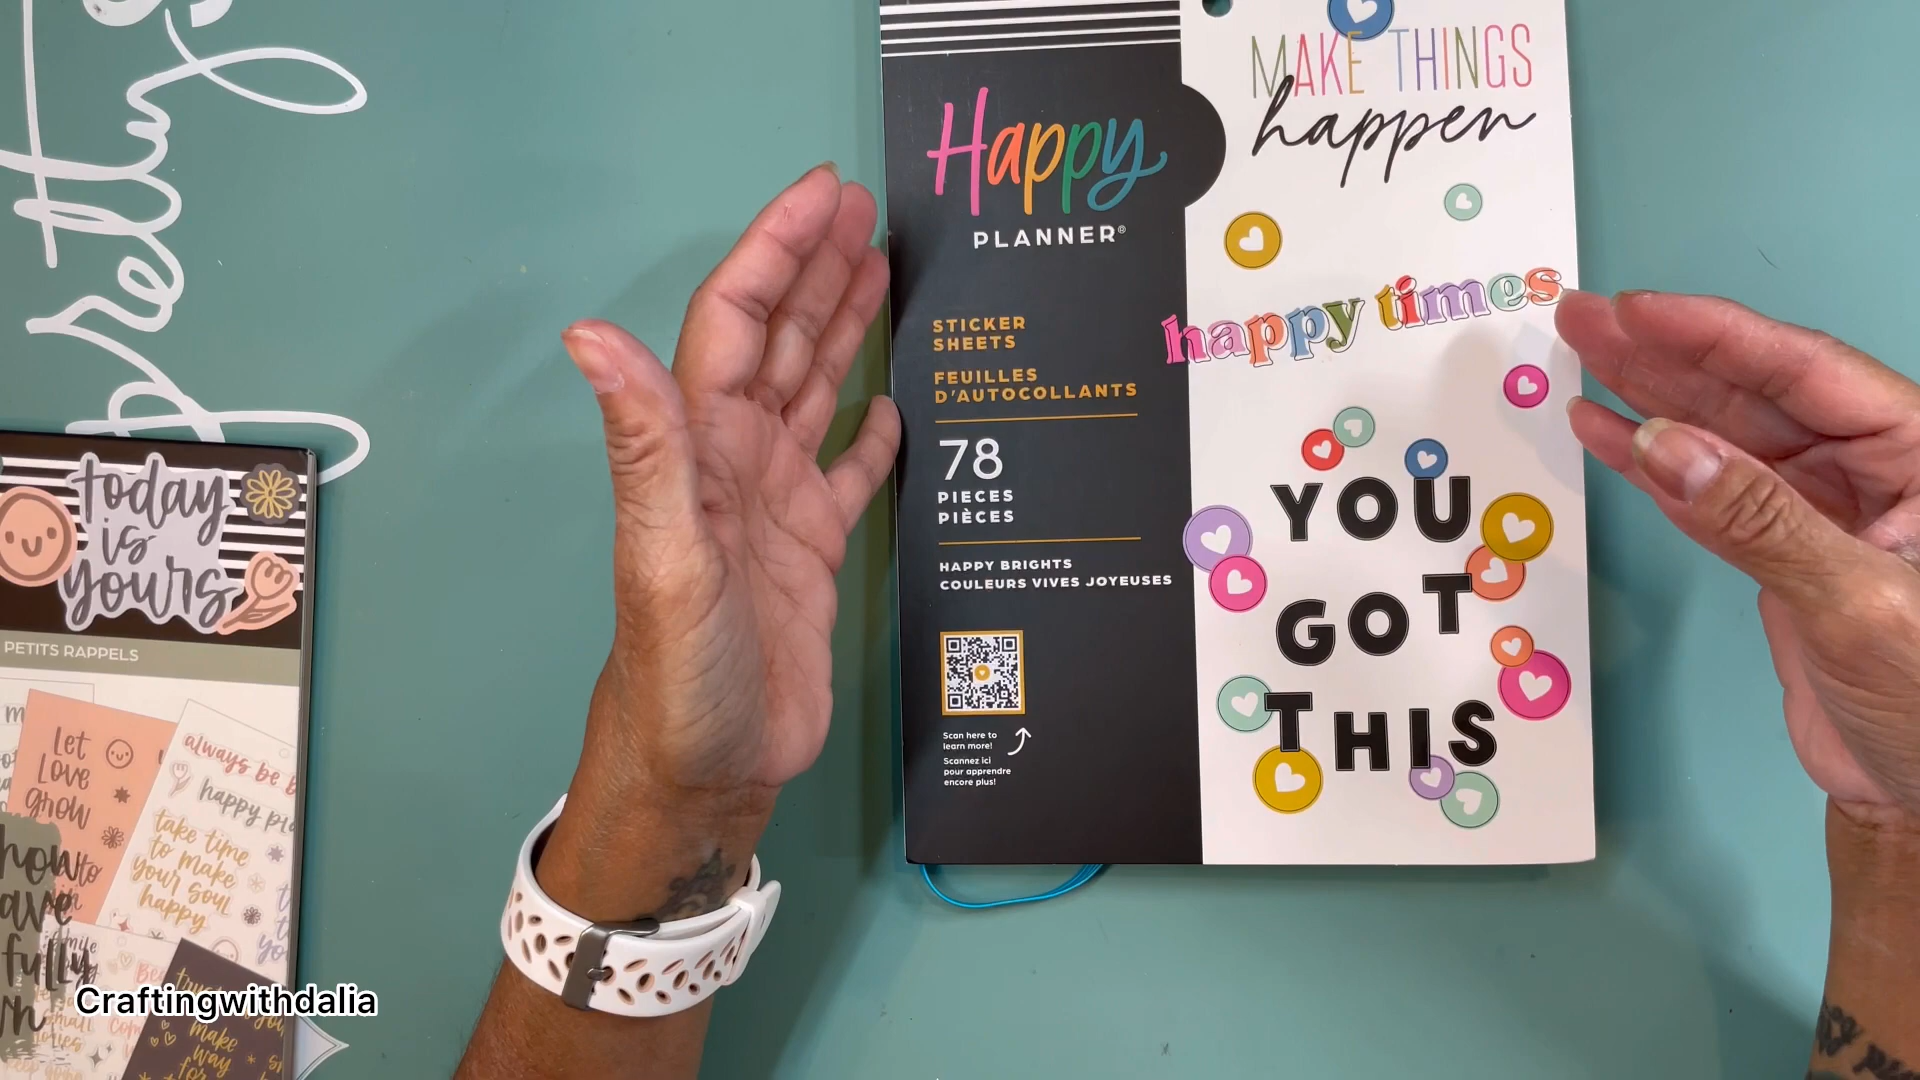 MAKE THINGS
happen
Happy
PLANNER®
happy times
STICKER
SHEETS
FEUILLES
D'AUTOCOLLANTS
78
PIECES
PIÈCES
HAPPY BRIGHTS
COULEURS VIVES JOYEUSES
Scan here to
learn more!
Scannez ici
pour apprendre
encore plus!
YOU
GOT
THIS
today
is
yours
PETITS RAPPELS
Let
Love
grow
always be
happy
take time
to make
your soul
happy
make
way
Craftingwithdalia